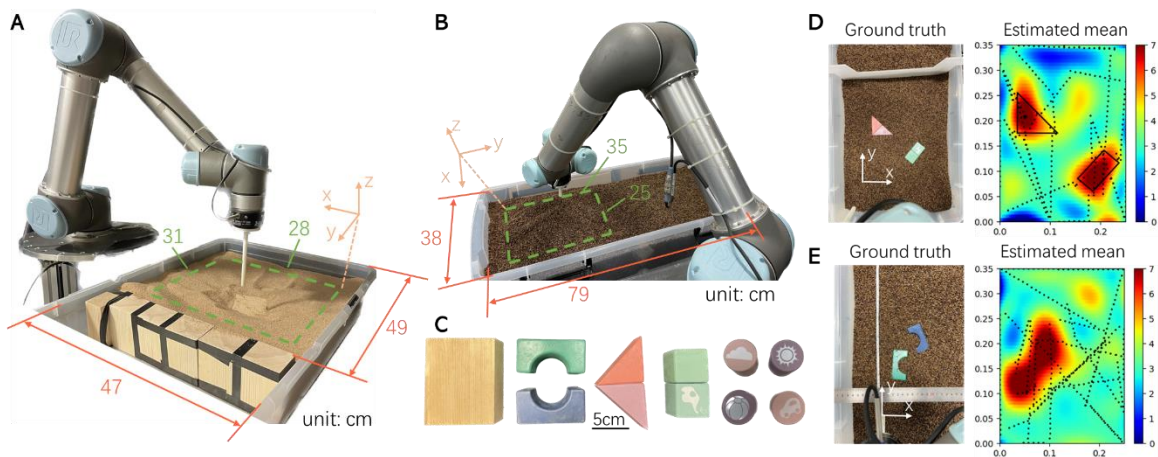 A
B
D
Ground truth
Estimated mean
0.35
0.30
0.25
0.20
0.15
0.10
0.05
0.00
0.0
0.1
0.2
7
6
5
4
3
2
1
0
z
x
y
31
28
47
49
unit: cm
z
y
x
35
25
38
79
unit: cm
y
x
C
5cm
E
Ground truth
Estimated mean
0.35
0.30
0.25
0.20
0.15
0.10
0.05
0.00
0.0
0.1
0.2
7
6
5
4
3
2
1
0
y
x